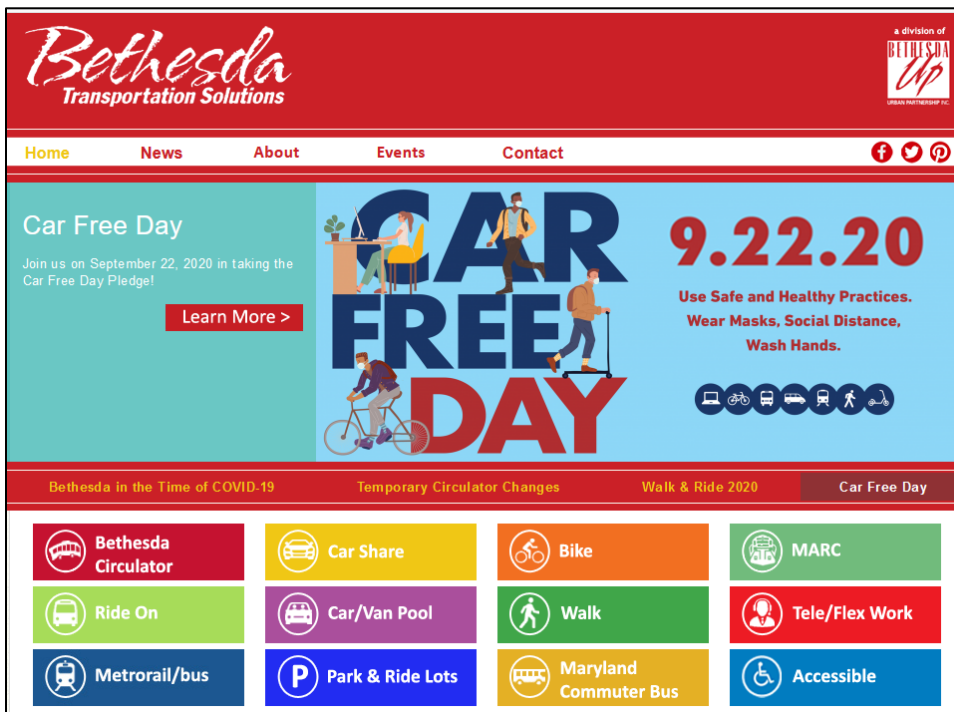 Bethesda
Transportation Solutions
a division of
BETHESDA
UP
URBAN PARTNERSHIP INC.
Home News About Events Contact
Car Free Day
Join us on September 22, 2020 in taking the
Car Free Day Pledge!
Learn More >
CAR
FREE
DAY
9.22.20
Use Safe and Healthy Practices.
Wear Masks, Social Distance,
Wash Hands.
Bethesda in the Time of COVID-19 Temporary Circulator Changes Walk & Ride 2020 Car Free Day
Bethesda
Circulator
Car Share
Bike
MARC
Ride On
Car/Van Pool
Walk
Tele/Flex Work
Metrorail/bus
P
Park & Ride Lots
Maryland
Commuter Bus
Accessible